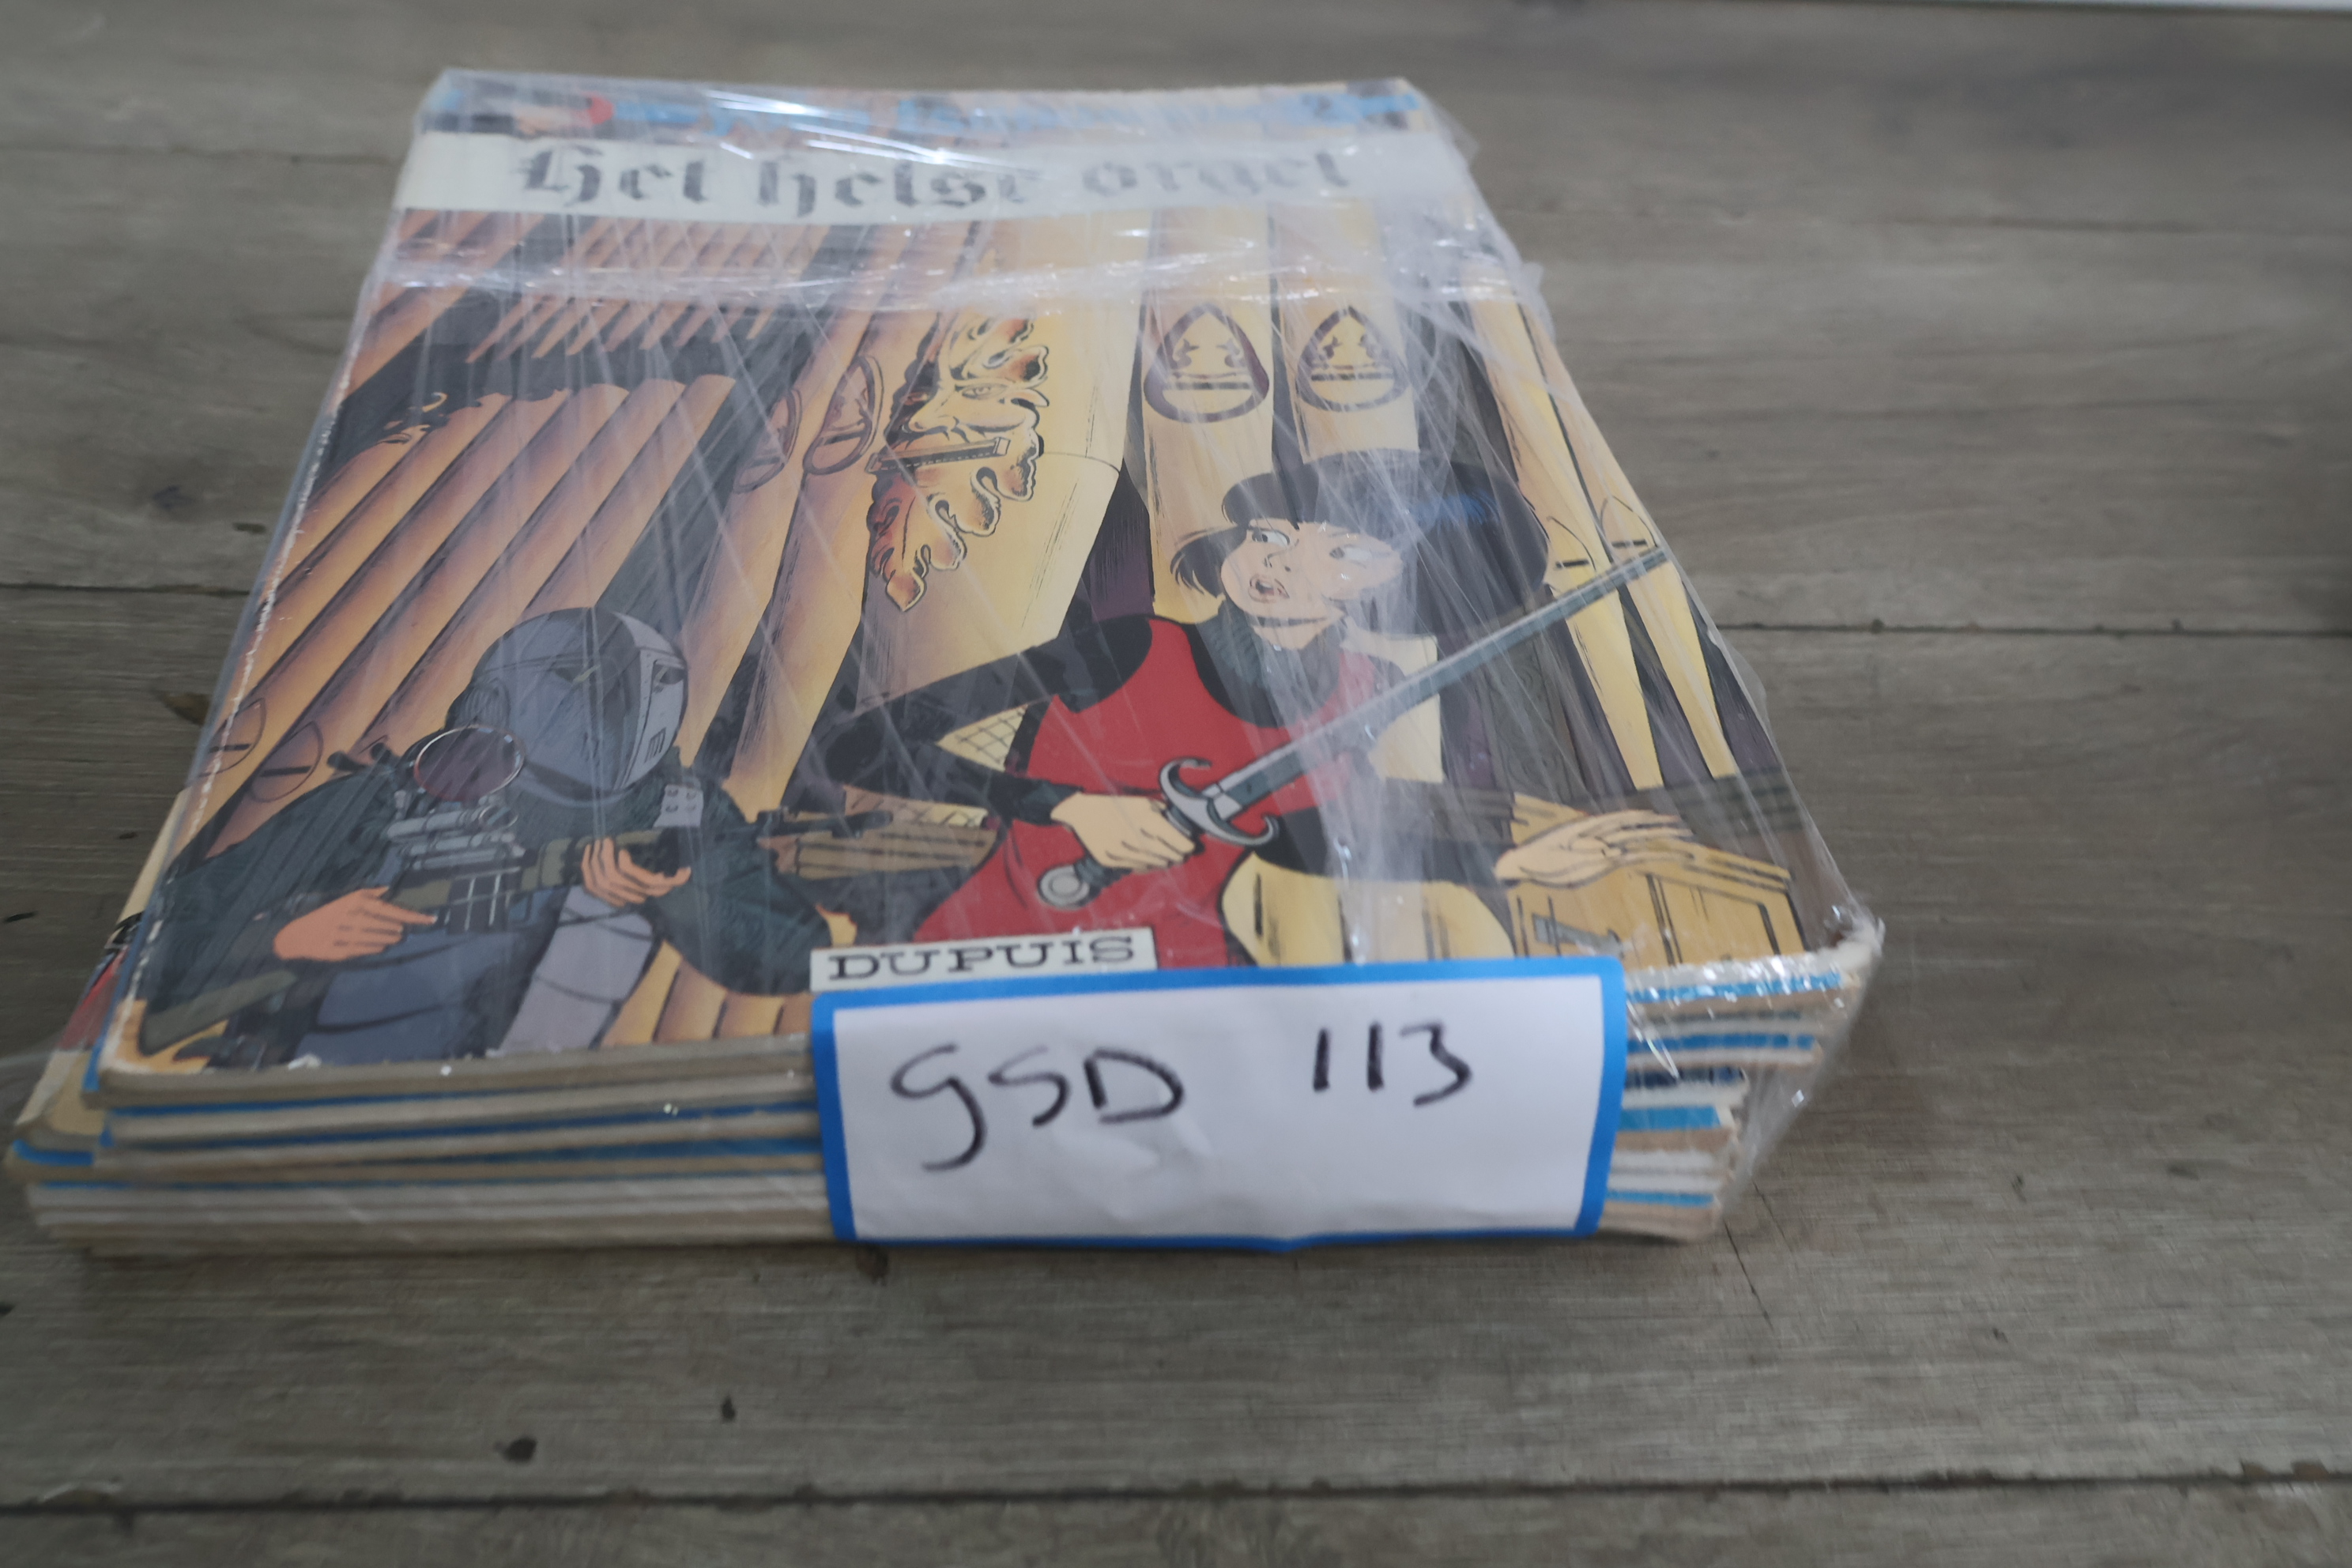 Het helse orgel
DUPUIS
GSD 113